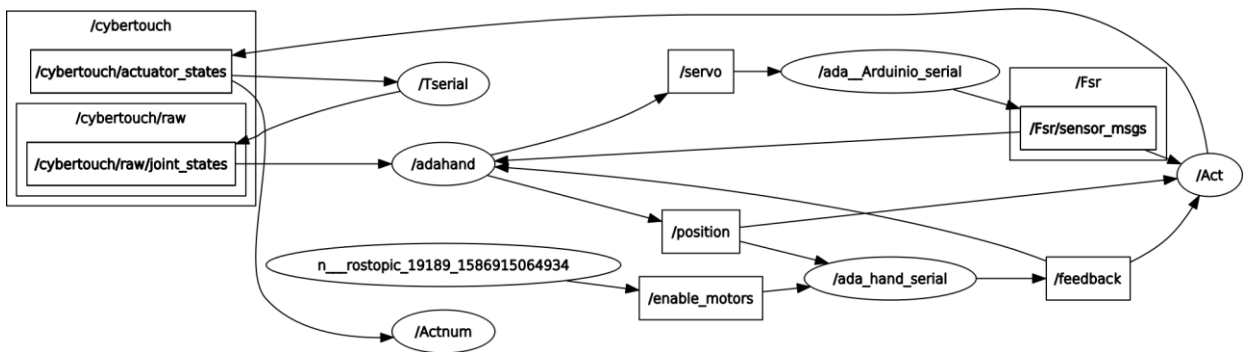 /cybertouch
/cybertouch/actuator_states
/cybertouch/raw
/cybertouch/raw/joint_states
/Tserial
/adahand
n___rostopic_19189_1586915064934
/Actnum
/servo
/position
/enable_motors
/ada__Arduinio_serial
/ada_hand_serial
/Fsr
/Fsr/sensor_msgs
/feedback
/Act